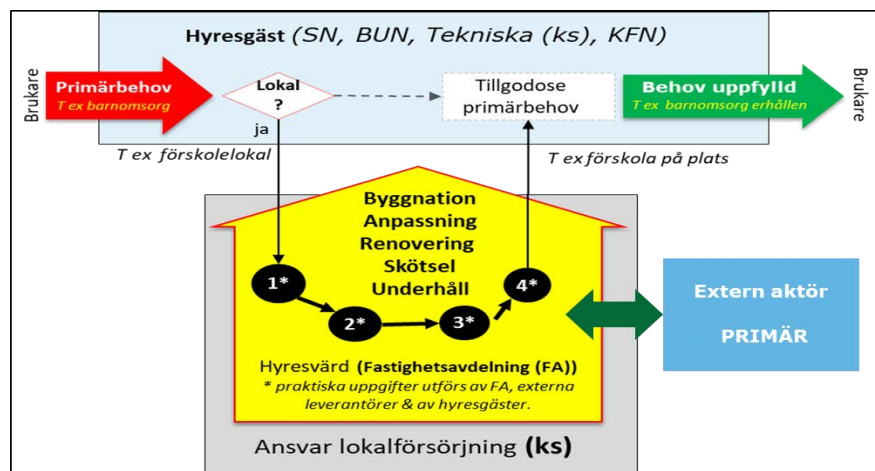 Hyresgäst (SN, BUN, Tekniska (ks), KFN)
Brukare
Primärbehov
T ex barnomsorg
Lokal
?
Tillgodose
primärbehov
Behov uppfylld
T ex barnomsorg erhållen
Brukare
ja
T ex förskolelokal
T ex förskola på plats
Byggnation
Anpassning
Renovering
Skötsel
Underhåll
1*
2*
3*
4*
Extern aktör
PRIMÄR
Hyresvärd (Fastighetsavdelning (FA))
* praktiska uppgifter utförs av FA, externa
leverantörer & av hyresgäster.
Ansvar lokalförsörjning (ks)